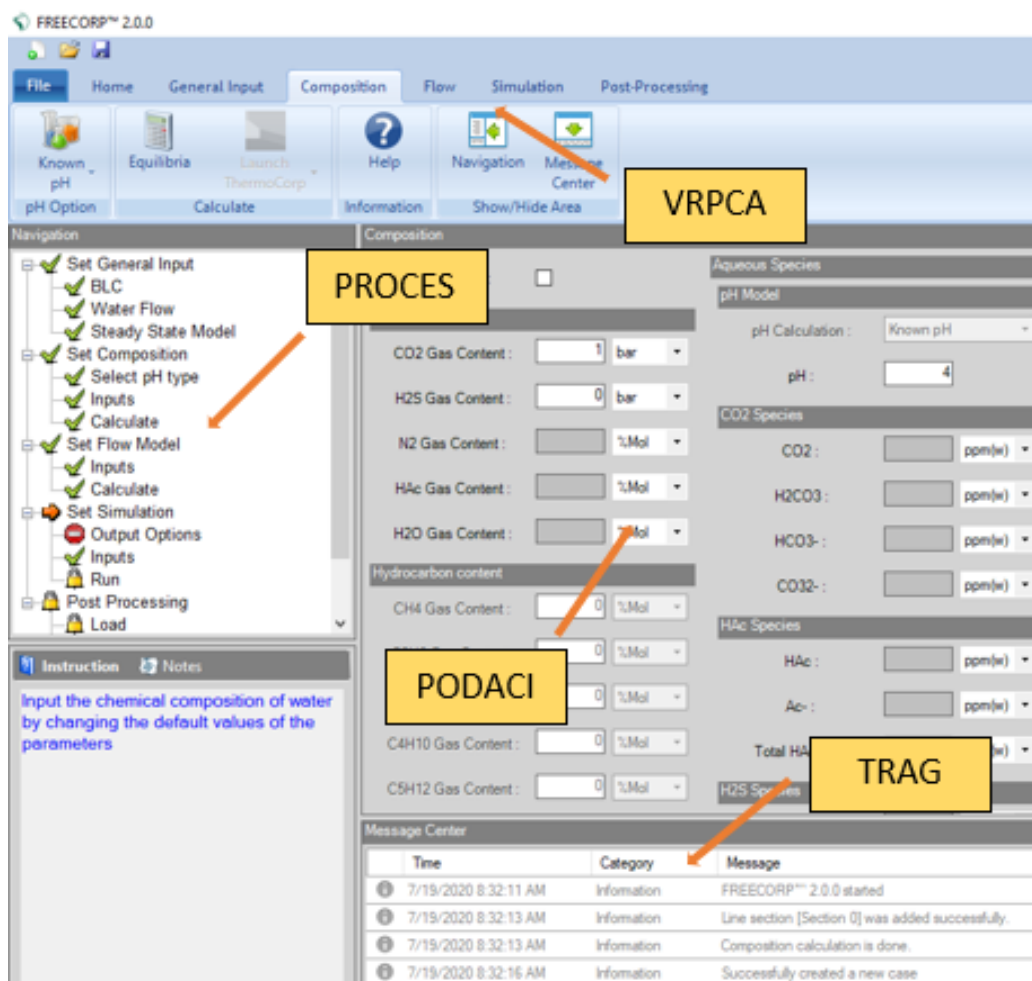 FREECORP™ 2.0.0
File Home General Input Composition Flow Simulation Post-Processing
Known pH
Equilibria
Launch ThermoCorp
Help
Navigation
Message Center
pH Option Calculate Information Show/Hide Area
VRPCA
Navigation
Set General Input
BLC
Water Flow
Steady State Model
Set Composition
Select pH type
Inputs
Calculate
Set Flow Model
Inputs
Calculate
Set Simulation
Output Options
Inputs
Run
Post Processing
Load
PROCES
Instruction Notes
Input the chemical composition of water
by changing the default values of the
parameters
Composition
CO2 Gas Content : 1 bar
H2S Gas Content : 0 bar
N2 Gas Content : %Mol
HAc Gas Content : %Mol
H2O Gas Content : %Mol
Hydrocarbon content
CH4 Gas Content : 0 %Mol
0 %Mol
PODACI
0 %Mol
C4H10 Gas Content : 0 %Mol
C5H12 Gas Content : 0 %Mol
Aqueous Species
pH Model
pH Calculation : Known pH
pH : 4
CO2 Species
CO2 : ppm(w)
H2CO3 : ppm(w)
HCO3- : ppm(w)
CO32- : ppm(w)
HAc Species
HAc : ppm(w)
Ac- : ppm(w)
Total
TRAG
H2S Species
Message Center
Time Category Message
7/19/2020 8:32:11 AM Information FREECORP™ 2.0.0 started
7/19/2020 8:32:13 AM Information Line section [Section 0] was added successfully.
7/19/2020 8:32:13 AM Information Composition calculation is done.
7/19/2020 8:32:16 AM Information Successfully created a new case